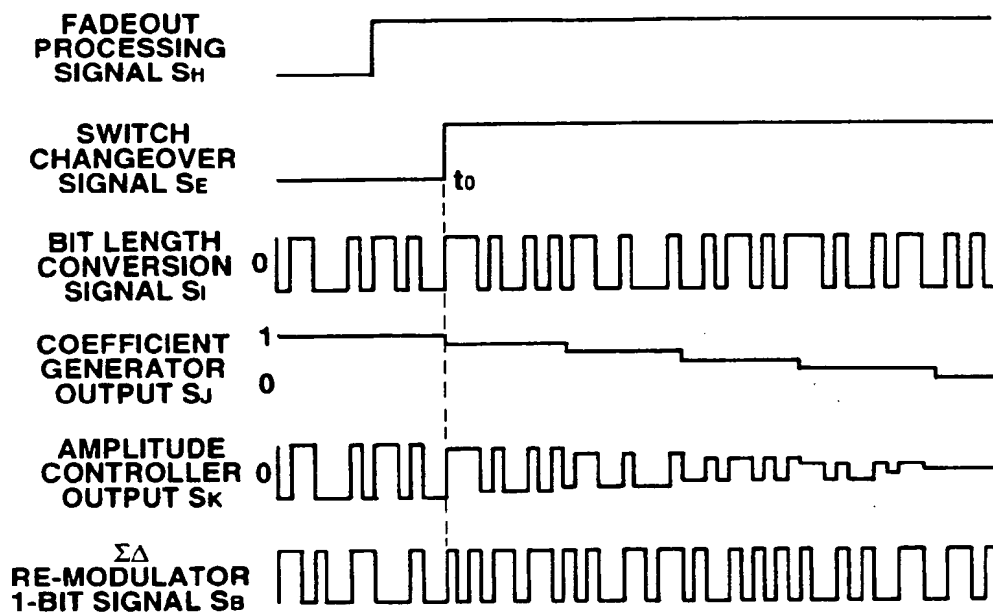 FADEOUT
PROCESSING
SIGNAL SH
SWITCH
CHANGEOVER
SIGNAL SE
t0
BIT LENGTH
CONVERSION
SIGNAL SI
0
COEFFICIENT
GENERATOR
OUTPUT SJ
1
0
AMPLITUDE
CONTROLLER
OUTPUT SK
0
ΣΔ
RE-MODULATOR
1-BIT SIGNAL SB